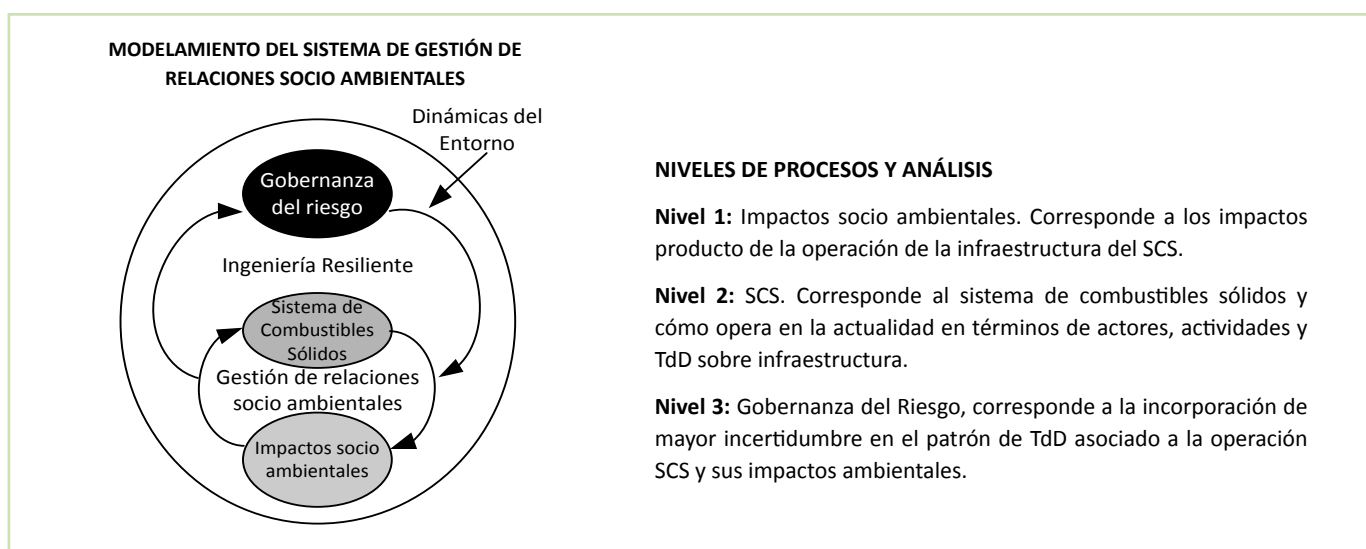 MODELAMIENTO DEL SISTEMA DE GESTIÓN DE
RELACIONES SOCIO AMBIENTALES
Dinámicas del
Entorno
Gobernanza
del riesgo
Ingeniería Resiliente
Sistema de
Combustibles
Sólidos
Gestión de relaciones
socio ambientales
Impactos socio
ambientales
NIVELES DE PROCESOS Y ANÁLISIS
Nivel 1: Impactos socio ambientales. Corresponde a los impactos
producto de la operación de la infraestructura del SCS.
Nivel 2: SCS. Corresponde al sistema de combustibles sólidos y
cómo opera en la actualidad en términos de actores, actividades y
TdD sobre infraestructura.
Nivel 3: Gobernanza del Riesgo, corresponde a la incorporación de
mayor incertidumbre en el patrón de TdD asociado a la operación
SCS y sus impactos ambientales.